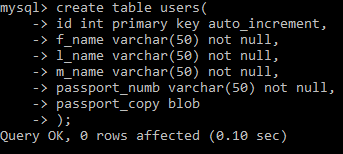 mysql> create table users(
-> id int primary key auto_increment,
-> f_name varchar(50) not null,
-> l_name varchar(50) not null,
-> m_name varchar(50) not null,
-> passport_numb varchar(50) not null,
-> passport_copy blob
-> );
Query OK, 0 rows affected (0.10 sec)